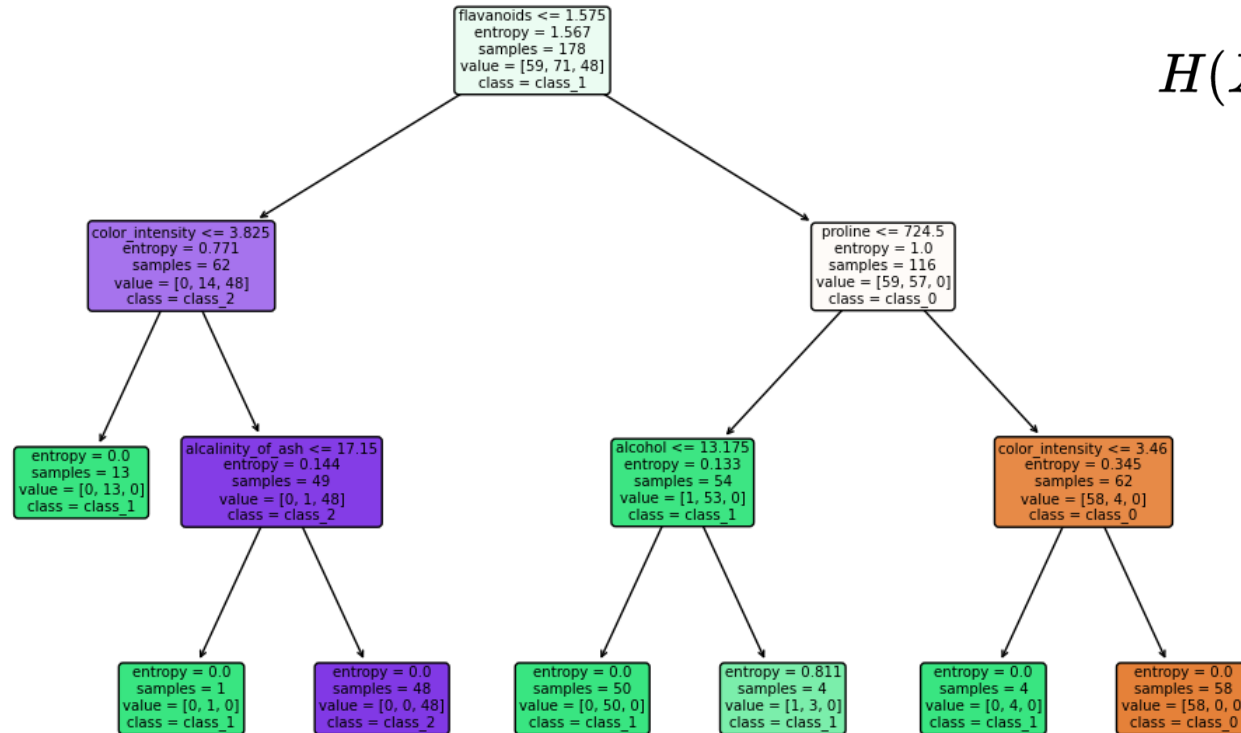 flavanoids <= 1.575
entropy = 1.567
samples = 178
value = [59, 71, 48]
class = class_1
H(X
color_intensity <= 3.825
entropy = 0.771
samples = 62
value = [0, 14, 48]
class = class_2
proline <= 724.5
entropy = 1.0
samples = 116
value = [59, 57, 0]
class = class_0
entropy = 0.0
samples = 13
value = [0, 13, 0]
class = class_1
alcalinity_of_ash <= 17.15
entropy = 0.144
samples = 49
value = [0, 1, 48]
class = class_2
alcohol <= 13.175
entropy = 0.133
samples = 54
value = [1, 53, 0]
class = class_1
color_intensity <= 3.46
entropy = 0.345
samples = 62
value = [58, 4, 0]
class = class_0
entropy = 0.0
samples = 1
value = [0, 1, 0]
class = class_1
entropy = 0.0
samples = 48
value = [0, 0, 48]
class = class_2
entropy = 0.0
samples = 50
value = [0, 50, 0]
class = class_1
entropy = 0.811
samples = 4
value = [1, 3, 0]
class = class_1
entropy = 0.0
samples = 4
value = [0, 4, 0]
class = class_1
entropy = 0.0
samples = 58
value = [58, 0, 0
class = class_0